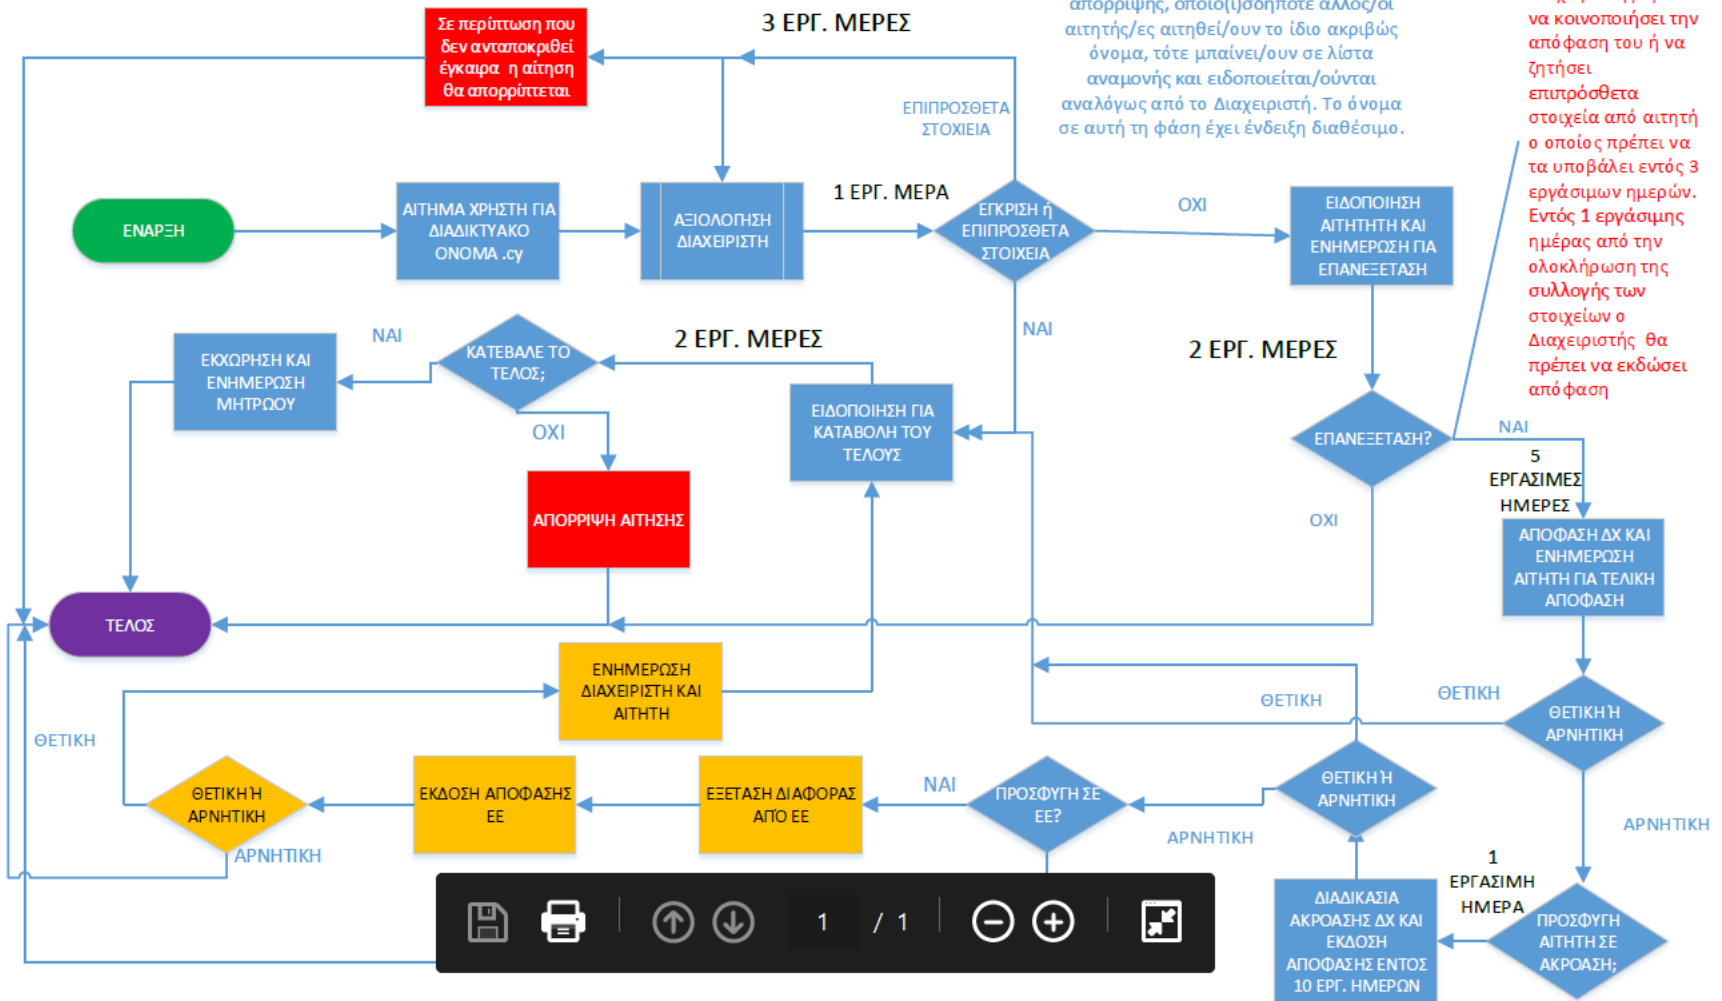 Σε περίπτωση που
δεν ανταποκριθεί
έγκαιρα η αίτηση
θα απορρίπτεται
3 ΕΡΓ. ΜΕΡΕΣ
απόρριψης, οποιο(ι)σδήποτε άλλος/οι
αιτητής/ες αιτηθεί/ουν το ίδιο ακριβώς
όνομα, τότε μπαίνει/ουν σε λίστα
αναμονής και ειδοποιείται/ούνται
αναλόγως από το Διαχειριστή. Το όνομα
σε αυτή τη φάση έχει ένδειξη διαθέσιμο.
να κοινοποιήσει την
απόφαση του ή να
ζητήσει
επιπρόσθετα
στοιχεία από αιτητή
ο οποίος πρέπει να
τα υποβάλει εντός 3
εργάσιμων ημερών.
Εντός 1 εργάσιμης
ημέρας από την
ολοκλήρωση της
συλλογής των
στοιχείων ο
Διαχειριστής θα
πρέπει να εκδώσει
απόφαση
ΕΠΙΠΡΟΣΘΕΤΑ
ΣΤΟΧΙΕΙΑ
ΕΝΑΡΞΗ
ΑΙΤΗΜΑ ΧΡΗΣΤΗ ΓΙΑ
ΔΙΑΔΙΚΤΥΑΚΟ
ΟΝΟΜΑ .cy
ΑΞΙΟΛΟΓΗΣΗ
ΔΙΑΧΕΙΡΙΣΤΗ
1 ΕΡΓ. ΜΕΡΑ
ΕΓΚΡΙΣΗ ή
ΕΠΙΠΡΟΣΘΕΤΑ
ΣΤΟΙΧΕΙΑ
ΟΧΙ
ΕΙΔΟΠΟΙΗΣΗ
ΑΙΤΗΤΗΤΗ ΚΑΙ
ΕΝΗΜΕΡΩΣΗ ΓΙΑ
ΕΠΑΝΕΞΕΤΑΣΗ
ΝΑΙ
2 ΕΡΓ. ΜΕΡΕΣ
ΕΚΧΩΡΗΣΗ ΚΑΙ
ΕΝΗΜΕΡΩΣΗ
ΜΗΤΡΩΟΥ
ΝΑΙ
ΚΑΤΕΒΑΛΕ ΤΟ
ΤΕΛΟΣ;
2 ΕΡΓ. ΜΕΡΕΣ
ΟΧΙ
ΕΙΔΟΠΟΙΗΣΗ ΓΙΑ
ΚΑΤΑΒΟΛΗ ΤΟΥ
ΤΕΛΟΥΣ
ΕΠΑΝΕΞΕΤΑΣΗ?
ΝΑΙ
5
ΕΡΓΑΣΙΜΕΣ
ΗΜΕΡΕΣ
ΟΧΙ
ΑΠΟΡΡΙΨΗ ΑΙΤΗΣΗΣ
ΑΠΟΦΑΣΗ ΔΧ ΚΑΙ
ΕΝΗΜΕΡΩΣΗ
ΑΙΤΗΤΗ ΓΙΑ ΤΕΛΙΚΗ
ΑΠΟΦΑΣΗ
ΤΕΛΟΣ
ΕΝΗΜΕΡΩΣΗ
ΔΙΑΧΕΙΡΙΣΤΗ ΚΑΙ
ΑΙΤΗΤΗ
ΘΕΤΙΚΗ
ΘΕΤΙΚΗ
ΘΕΤΙΚΗ Ή
ΑΡΝΗΤΙΚΗ
ΘΕΤΙΚΗ
ΘΕΤΙΚΗ Ή
ΑΡΝΗΤΙΚΗ
ΕΚΔΟΣΗ ΑΠΟΦΑΣΗΣ
ΕΕ
ΕΞΕΤΑΣΗ ΔΙΑΦΟΡΑΣ
ΑΠΌ ΕΕ
ΝΑΙ
ΠΡΟΣΦΥΓΗ ΣΕ
ΕΕ?
ΘΕΤΙΚΗ Ή
ΑΡΝΗΤΙΚΗ
ΑΡΝΗΤΙΚΗ
ΑΡΝΗΤΙΚΗ
ΑΡΝΗΤΙΚΗ
1
ΕΡΓΑΣΙΜΗ
ΗΜΕΡΑ
ΔΙΑΔΙΚΑΣΙΑ
ΑΚΡΟΑΣΗΣ ΔΧ ΚΑΙ
ΕΚΔΟΣΗ
ΑΠΟΦΑΣΗΣ ΕΝΤΟΣ
10 ΕΡΓ. ΗΜΕΡΩΝ
ΠΡΟΣΦΥΓΗ
ΑΙΤΗΤΗ ΣΕ
ΑΚΡΟΑΣΗ;
1 / 1